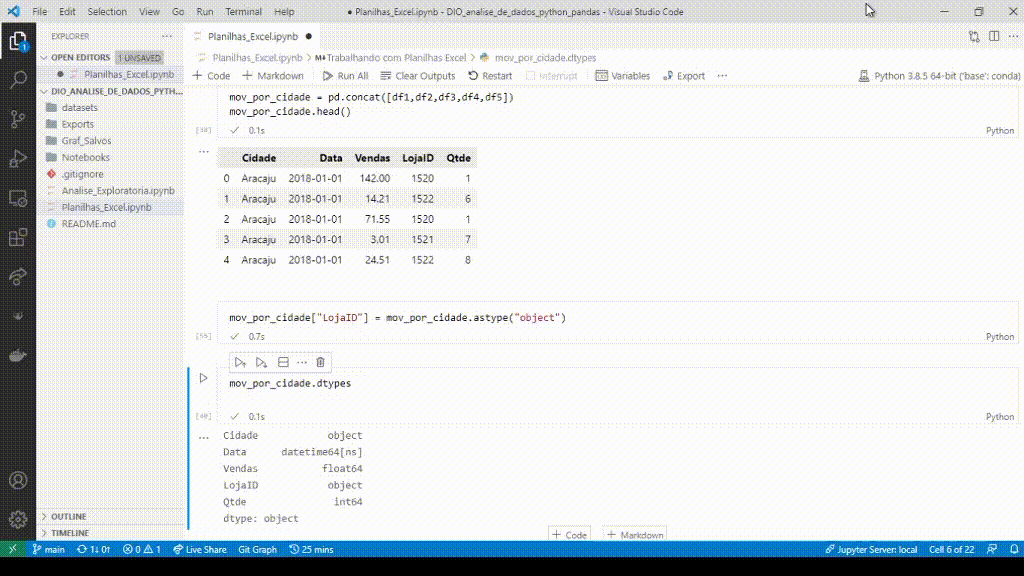 File Edit Selection View Go Run Terminal Help
● Planilhas_Excel.ipynb - DIO_analise_de_dados_python_pandas - Visual Studio Code
EXPLORER
OPEN EDITORS 1 UNSAVED
● Planilhas_Excel.ipynb
DIO_ANALISE_DE_DADOS_PYTH...
datasets
Exports
Graf_Salvos
Notebooks
.gitignore
Analise_Exploratoria.ipynb
Planilhas_Excel.ipynb
README.md
OUTLINE
TIMELINE
Planilhas_Excel.ipynb ●
Planilhas_Excel.ipynb > M↓Trabalhando com Planilhas Excel > mov_por_cidade.dtypes
+ Code + Markdown Run All Clear Outputs Restart Interrupt Variables Export ... Python 3.8.5 64-bit ('base': conda)
mov_por_cidade = pd.concat([df1,df2,df3,df4,df5])
mov_por_cidade.head()
[38] ✓ 0.1s Python
Cidade Data Vendas LojaID Qtde
0 Aracaju 2018-01-01 142.00 1520 1
1 Aracaju 2018-01-01 14.21 1522 6
2 Aracaju 2018-01-01 71.55 1520 1
3 Aracaju 2018-01-01 3.01 1521 7
4 Aracaju 2018-01-01 24.51 1522 8
mov_por_cidade["LojaID"] = mov_por_cidade.astype("object")
✓ 0.7s Python
mov_por_cidade.dtypes
✓ 0.1s Python
Cidade object
Data datetime64[ns]
Vendas float64
LojaID object
Qtde int64
dtype: object
+ Code + Markdown
main 1↓ 0↑ 0 1 Live Share Git Graph 25 mins Jupyter Server: local Cell 6 of 22